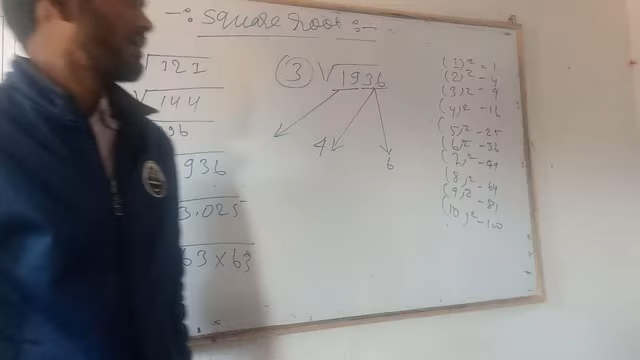 -: Square root :-
√321
√144
96
③ √1936
4
6
936
3.025
63×63
(1)² = 1
(2)² - 4
(3)² - 9
(4)² - 16
(5)² - 25
(6)² - 36
(7)² - 49
(8)² - 64
(9)² - 81
(10)² - 100